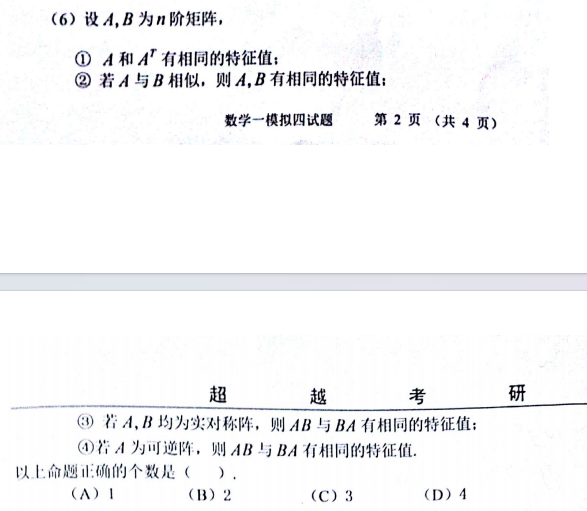 (6) 设 A, B 为 n 阶矩阵，
① A 和 Aᵀ 有相同的特征值；
② 若 A 与 B 相似，则 A, B 有相同的特征值；
数学一模拟四试题 第 2 页 （共 4 页）
超 越 考 研
③ 若 A, B 均为实对称阵，则 AB 与 BA 有相同的特征值；
④若 A 为可逆阵，则 AB 与 BA 有相同的特征值.
以上命题正确的个数是（ ）.
(A) 1 (B) 2 (C) 3 (D) 4